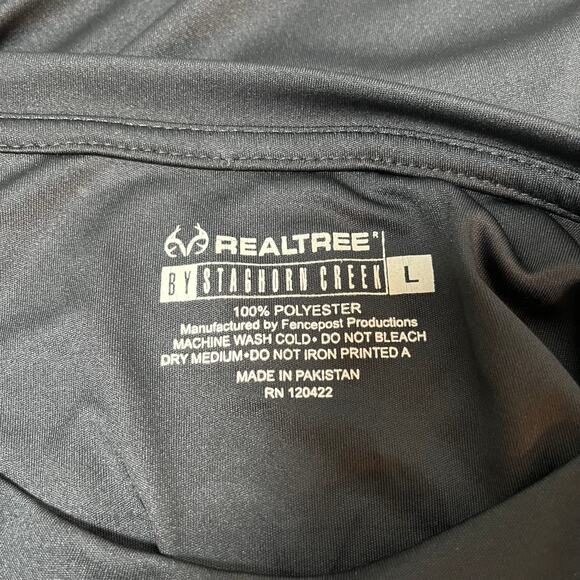 REALTREE®
BY STAGHORN CREEK L
100% POLYESTER
Manufactured by Fencepost Productions
MACHINE WASH COLD• DO NOT BLEACH
DRY MEDIUM•DO NOT IRON PRINTED A
MADE IN PAKISTAN
RN 120422